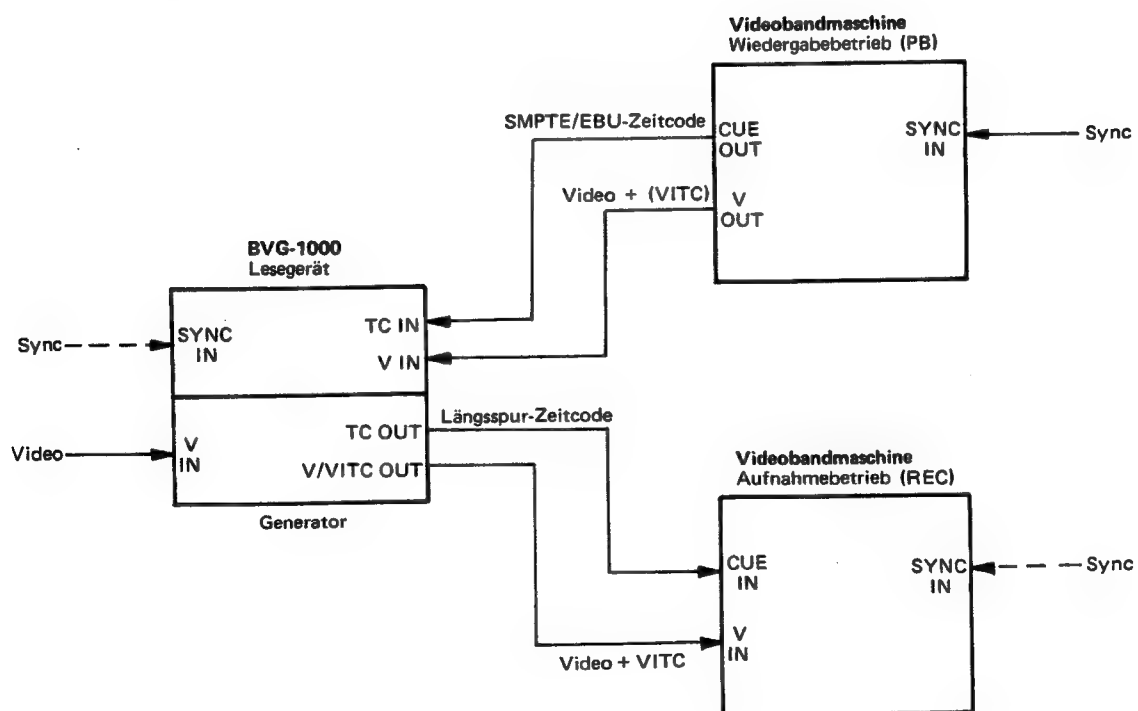 Videobandmaschine
Wiedergabebetrieb (PB)
SMPTE/EBU-Zeitcode
CUE
OUT
SYNC
IN
Sync
Video + (VITC)
V
OUT
BVG-1000
Lesegerät
Sync
SYNC
IN
TC IN
V IN
Video
V
IN
TC OUT
V/VITC OUT
Generator
Längsspur-Zeitcode
Videobandmaschine
Aufnahmebetrieb (REC)
CUE
IN
SYNC
IN
Sync
V
IN
Video + VITC